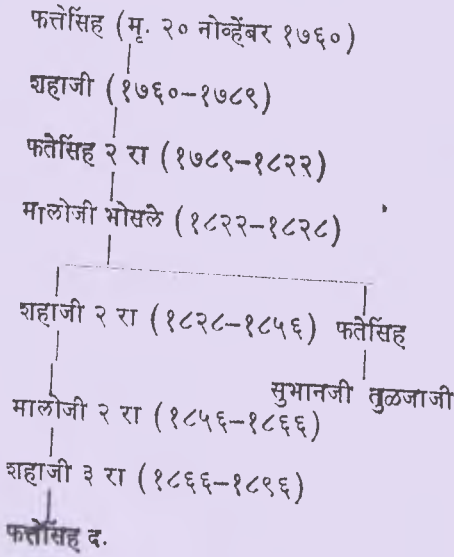 फत्तेसिंह (मृ. २० नोव्हेंबर १७६०)
शहाजी (१७६०-१७८९)
फतेसिंह २ रा (१७८९-१८२२)
मालोजी भोसले (१८२२-१८२८)
शहाजी २ रा (१८२८-१८५६) फतेसिंह
सुभानजी तुळजाजी
मालोजी २ रा (१८५६-१८६६)
शहाजी ३ रा (१८६६-१८९६)
फत्तेसिंह द.